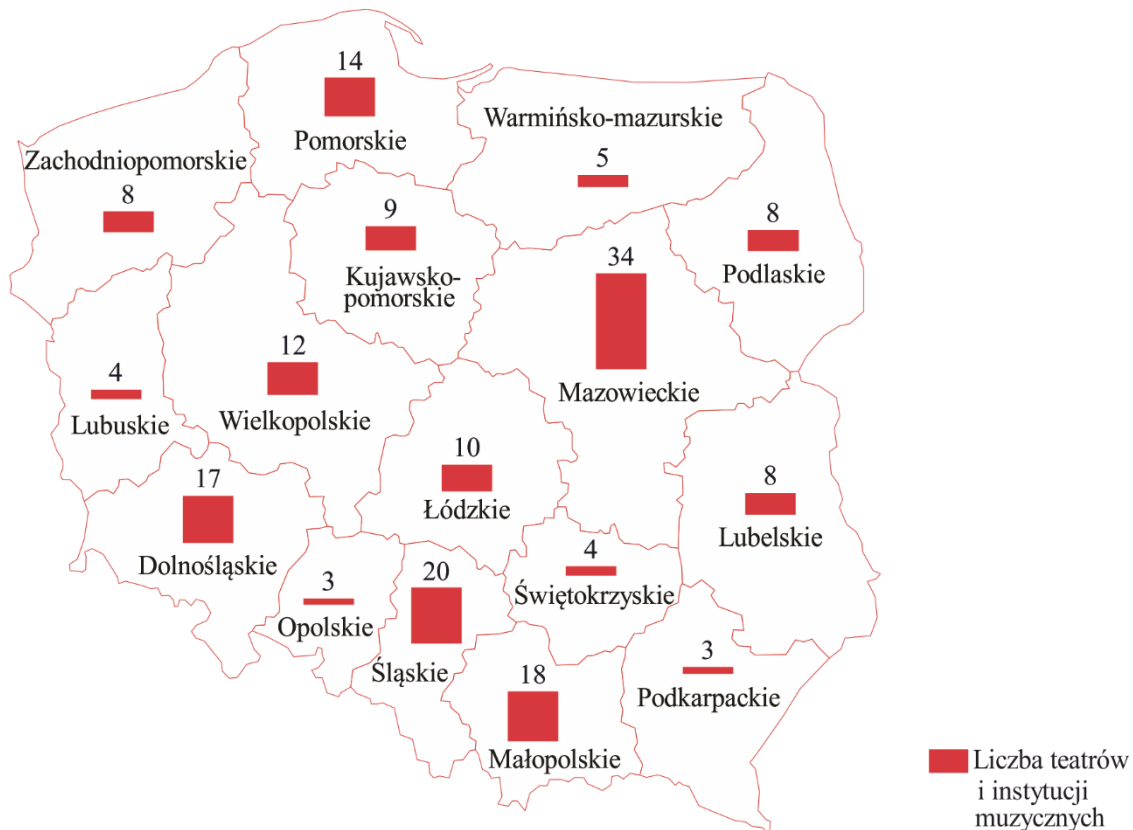 14
Pomorskie
Warmińsko-mazurskie
5
Zachodniopomorskie
8
9
Kujawsko-
pomorskie
8
Podlaskie
34
Mazowieckie
12
Wielkopolskie
4
Lubuskie
10
Łódzkie
17
Dolnośląskie
8
Lubelskie
3
Opolskie
20
Śląskie
4
Świętokrzyskie
18
Małopolskie
3
Podkarpackie
Liczba teatrów
i instytucji
muzycznych